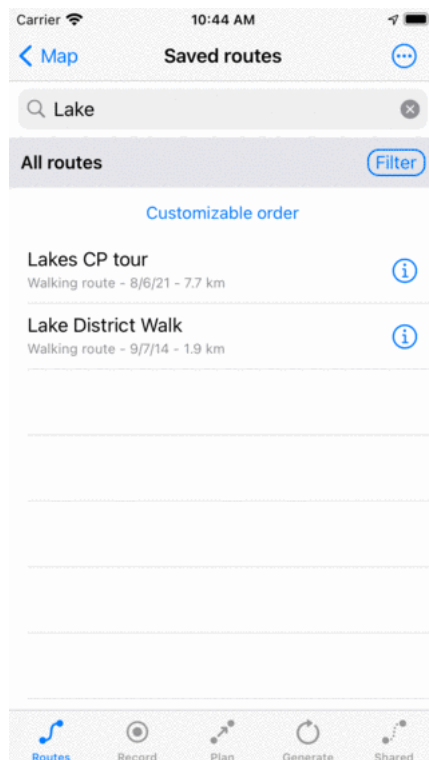 Carrier 10:44 AM
Map Saved routes
Lake
All routes Filter
Customizable order
Lakes CP tour
Walking route - 8/6/21 - 7.7 km
Lake District Walk
Walking route - 9/7/14 - 1.9 km
Routes Record Plan Generate Shared